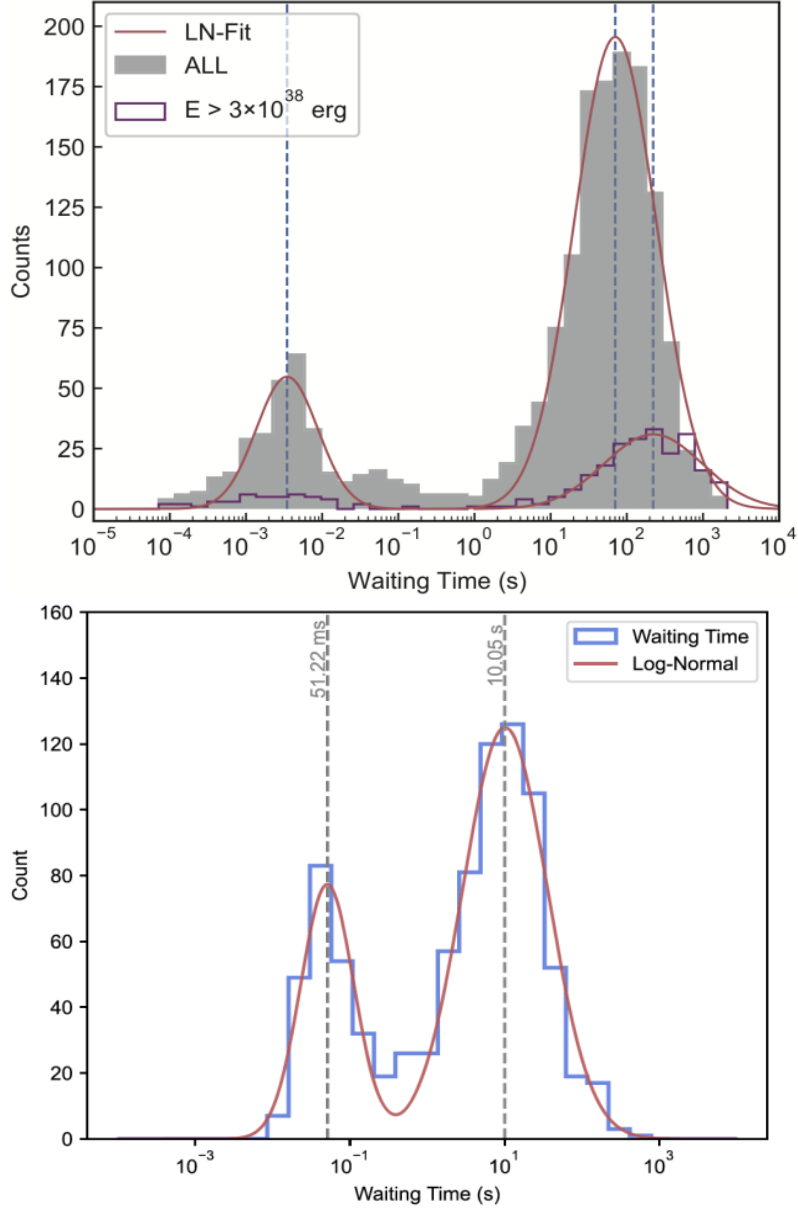 200
175
150
125
100
75
50
25
0
Counts
LN-Fit
ALL
E > 3×10^38 erg
10^−5 10^−4 10^−3 10^−2 10^−1 10^0 10^1 10^2 10^3 10^4
Waiting Time (s)
160
140
120
100
80
60
40
20
0
Count
51.22 ms
10.05 s
Waiting Time
Log-Normal
10^−3 10^−1 10^1 10^3
Waiting Time (s)